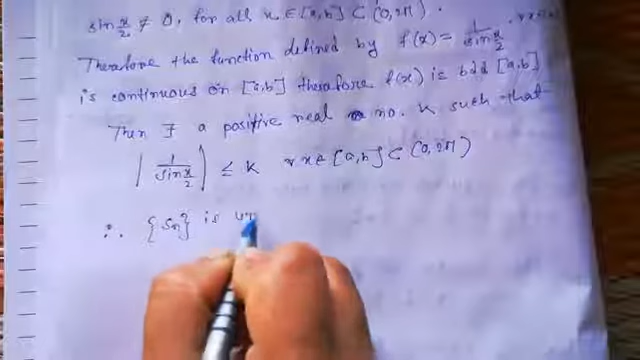 sin x/2 ≠ 0, for all x ∈ [a,b] ⊂ (0,2π).
Therefore the function defined by f(x) = 1/sin x/2, ∀ x ∈
is continuous on [a,b] therefore f(x) is bdd [a,b]
Then ∃ a positive real no. K such that
|1/sin x/2| ≤ K ∀ x ∈ [a,b] ⊂ (0,2π)
∴ {Sn} is un